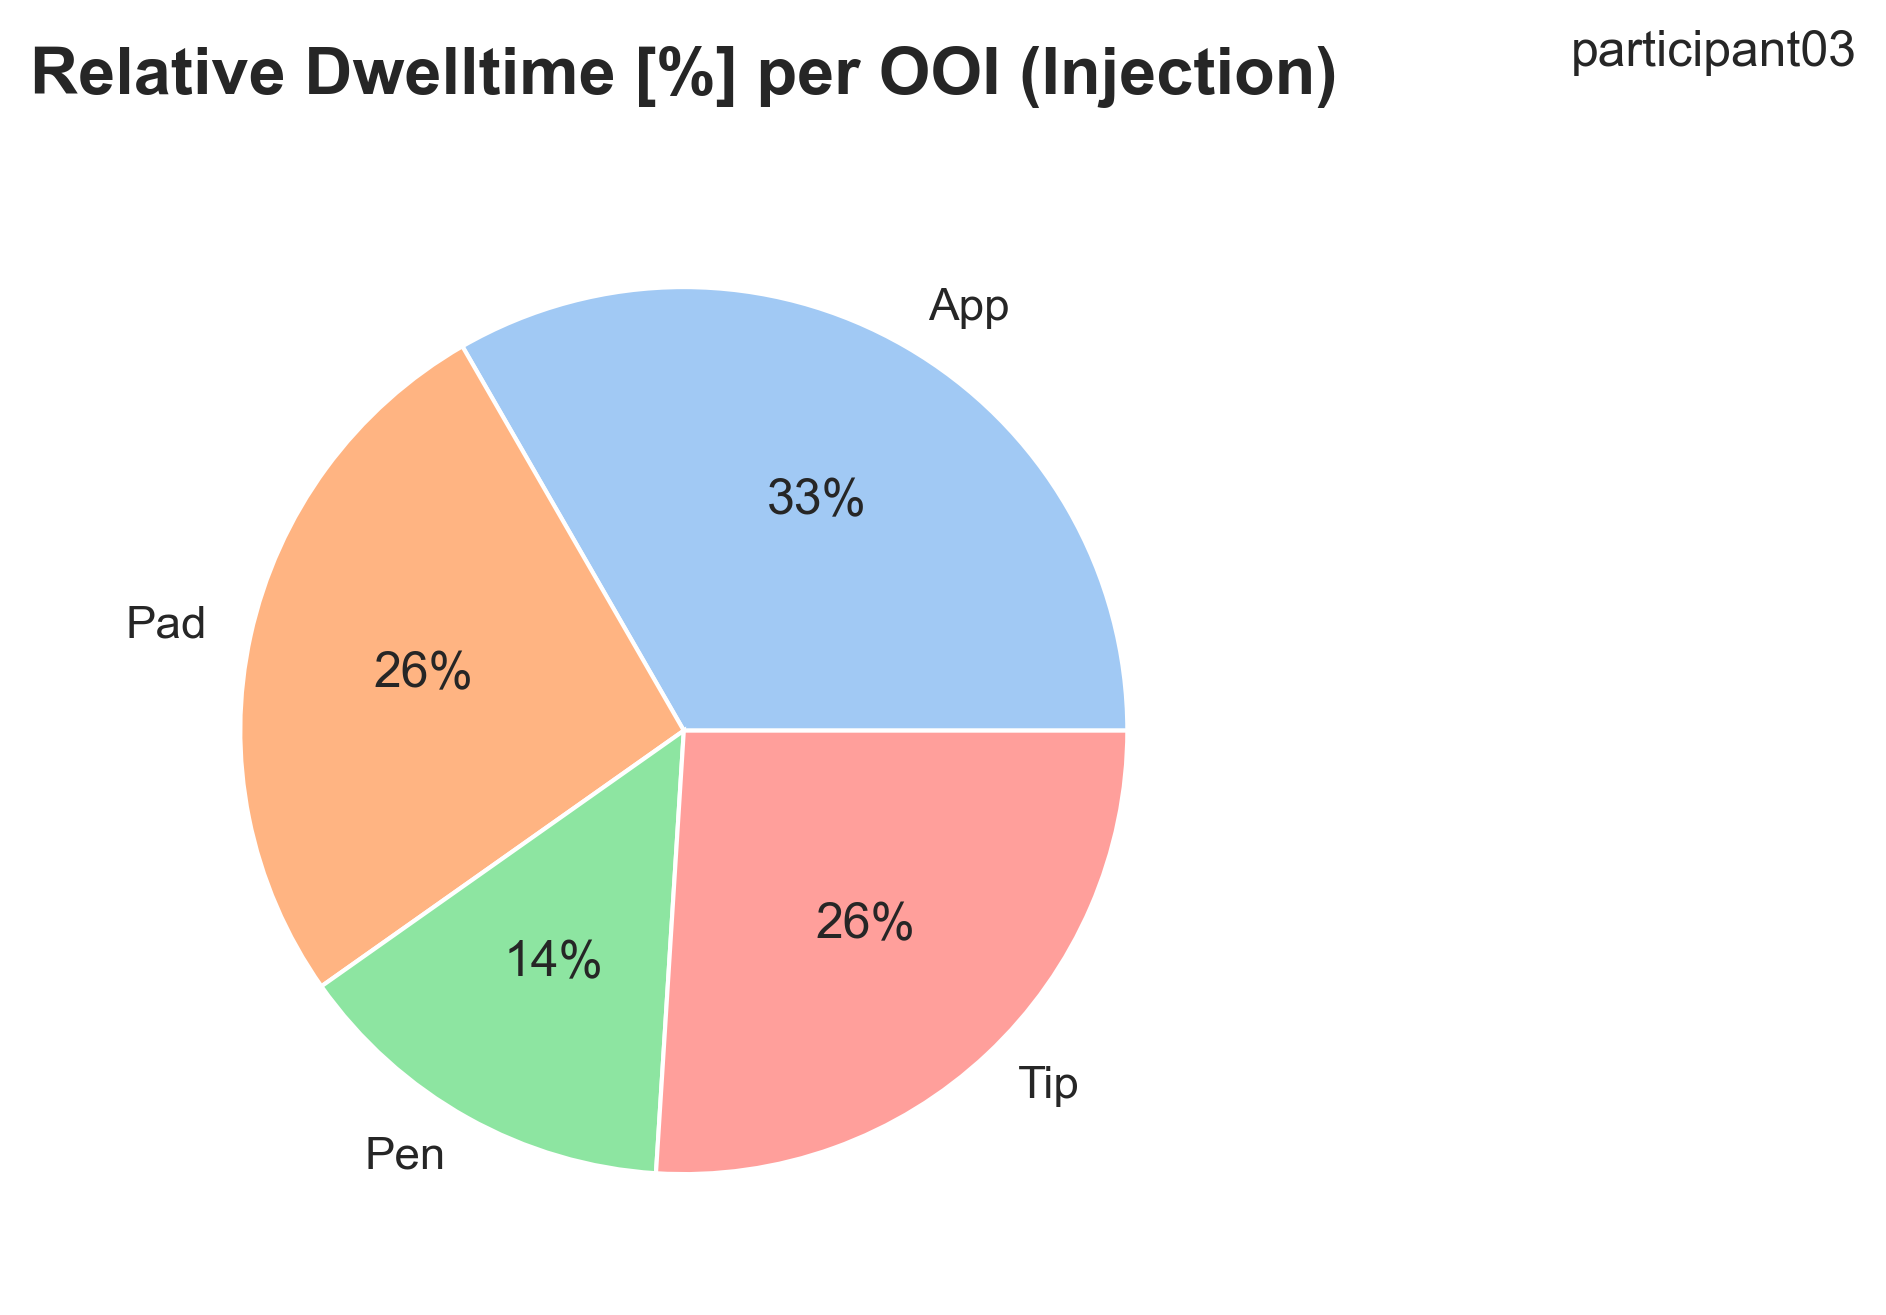 Relative Dwelltime [%] per OOI (Injection)
participant03
App
33%
Pad
26%
14%
26%
Tip
Pen